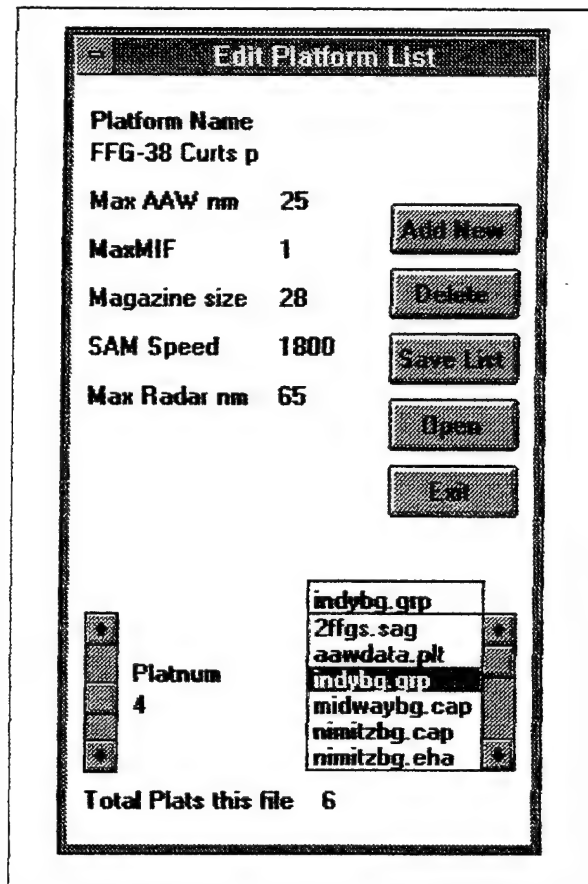 Edit Platform List
Platform Name
FFG-38 Curts p
Max AAW nm 25
MaxMIF 1
Magazine size 28
SAM Speed 1800
Max Radar nm 65
Add New
Delete
Save List
Open
Exit
indybg.grp
2ffgs.sag
aawdata.plt
indybg.grp
midwaybg.cap
nimitzbg.cap
nimitzbg.eha
Platnum
4
Total Plats this file 6